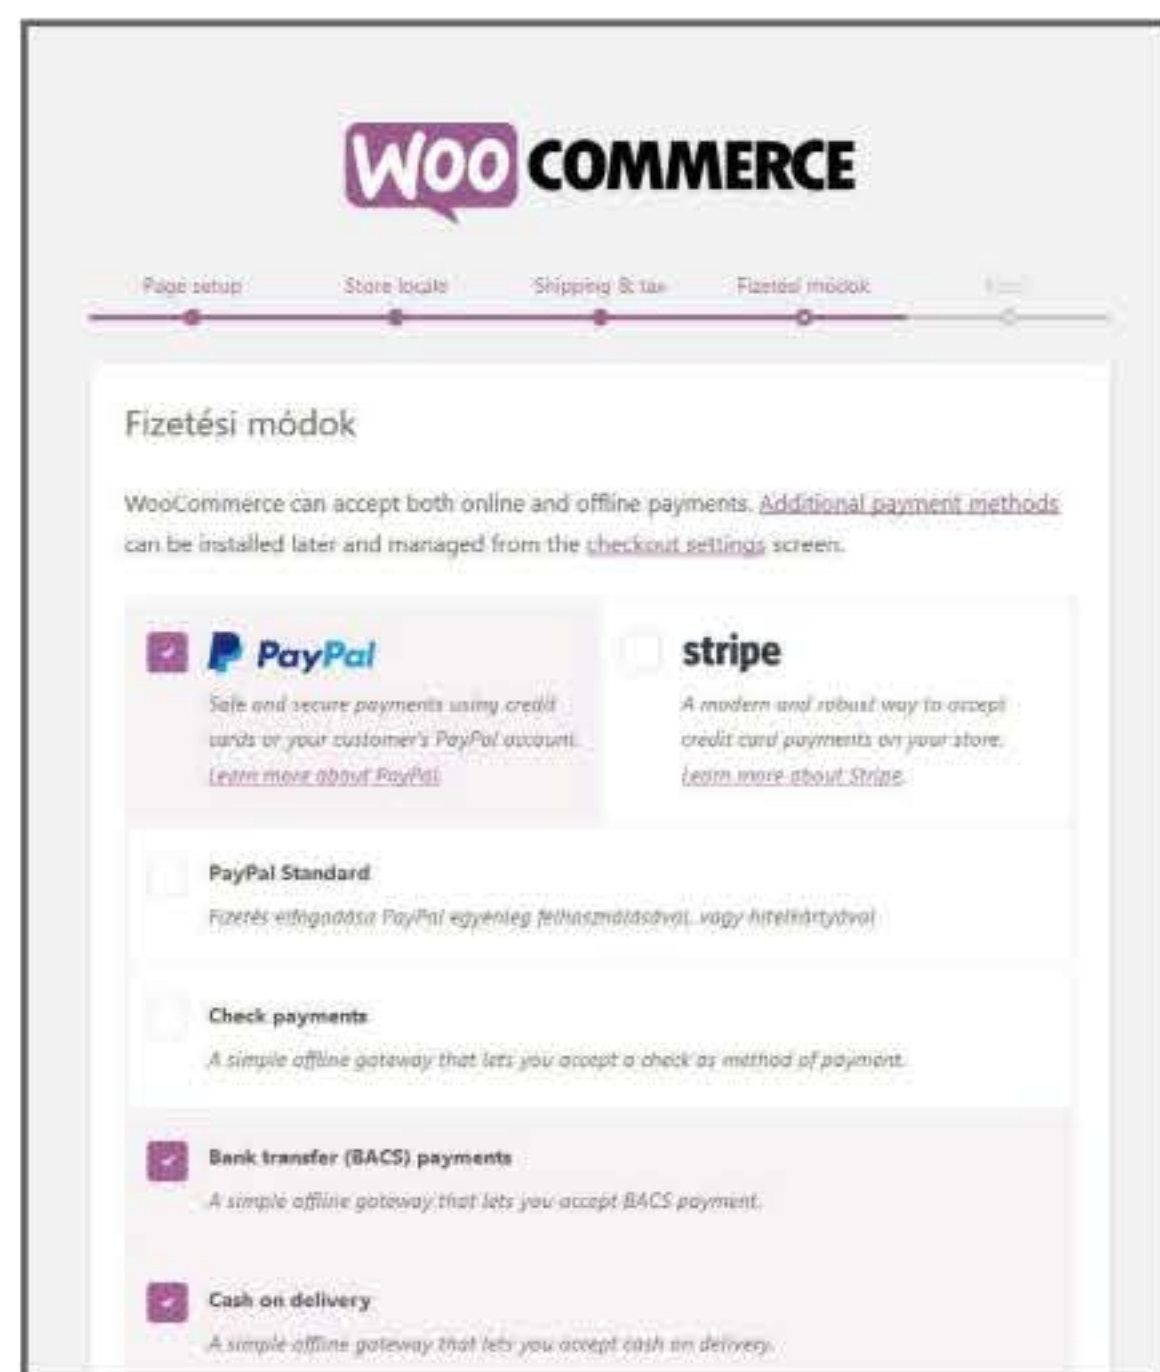 WOO COMMERCE
Page setup Store locale Shipping & tax Fizetési módok
Fizetési módok
WooCommerce can accept both online and offline payments. Additional payment methods
can be installed later and managed from the checkout settings screen.
PayPal
Safe and secure payments using credit
cards or your customer's PayPal account.
Learn more about PayPal.
stripe
A modern and robust way to accept
credit card payments on your store.
Learn more about Stripe.
PayPal Standard
Fizetés elfogadása PayPal egyenleg felhasználásával, vagy hitelkártyával
Check payments
A simple offline gateway that lets you accept a check as method of payment.
Bank transfer (BACS) payments
A simple offline gateway that lets you accept BACS payment.
Cash on delivery
A simple offline gateway that lets you accept cash on delivery.